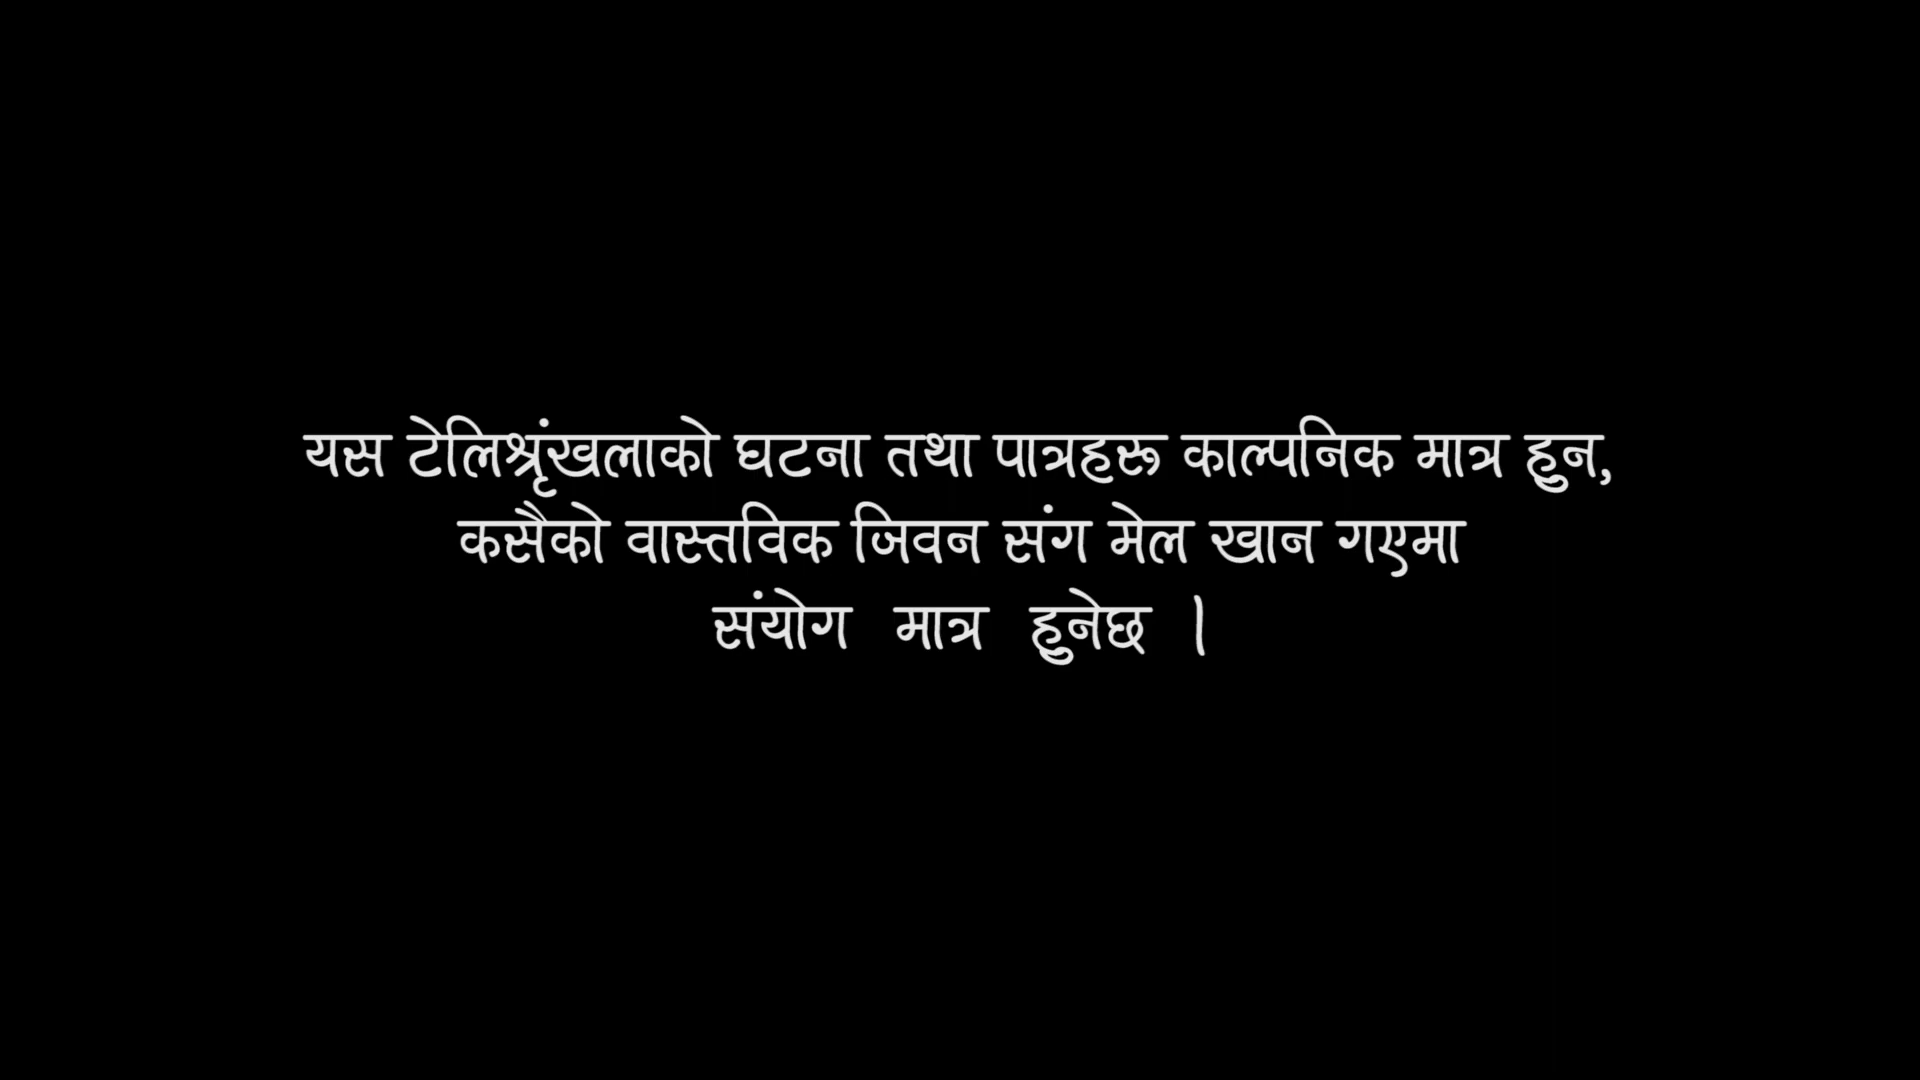 यस टेलिश्रृंखलाको घटना तथा पात्रहरू काल्पनिक मात्र हुन,
कसैको वास्तविक जिवन संग मेल खान गएमा
संयोग मात्र हुनेछ ।